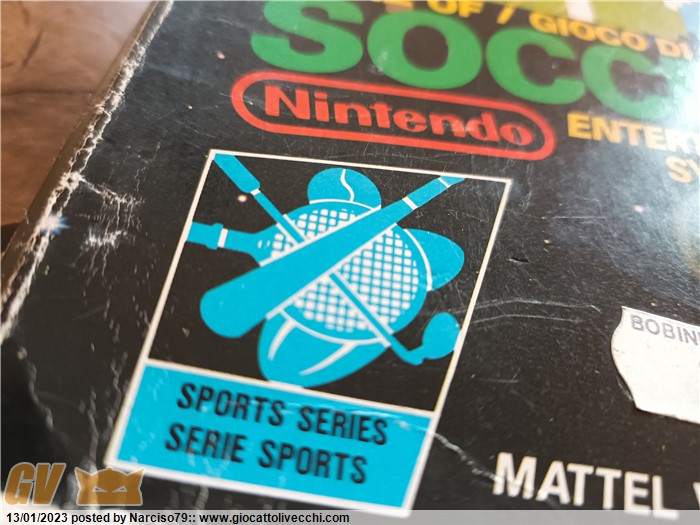 OF / GIOCO DI
SOCC
Nintendo
ENTERT
SY
BOBIN
SPORTS SERIES
SERIE SPORTS
MATTEL
GV
13/01/2023 posted by Narciso79:: www.giocattolivecchi.com